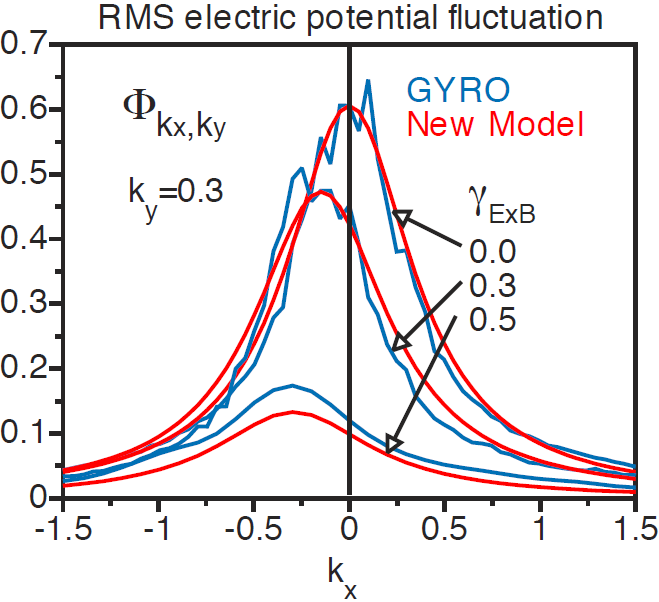 RMS electric potential fluctuation
0.7
0.6
0.5
0.4
0.3
0.2
0.1
0
Φkx,ky
ky=0.3
GYRO
New Model
γExB
0.0
0.3
0.5
-1.5 -1 -0.5 0 0.5 1 1.5
kx